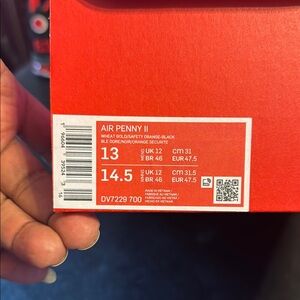 AIR PENNY II
WHEAT GOLD/SAFETY ORANGE-BLACK
BLE DORE/NOIR/ORANGE SECURITE
13 UK 12 cm 31
BR 46 EUR 47.5
14.5 UK 12 cm 31.5
BR 46 EUR 47.5
MADE IN VIETNAM
DV7229 700